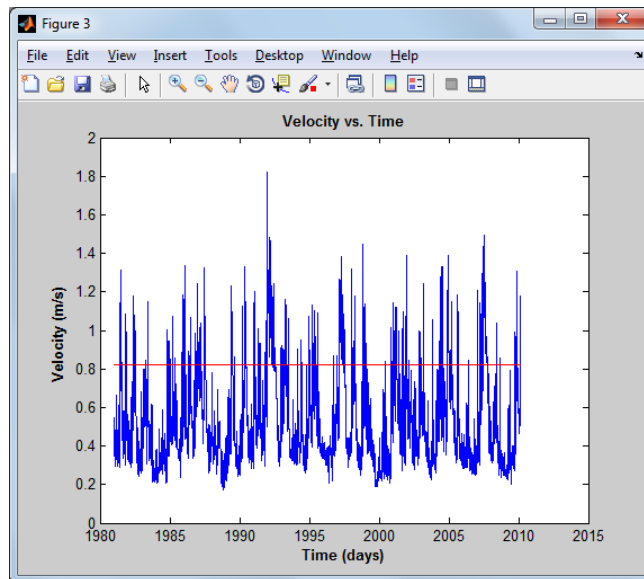 Figure 3
File Edit View Insert Tools Desktop Window Help
Velocity vs. Time
2
1.8
1.6
1.4
1.2
1
0.8
0.6
0.4
0.2
0
Velocity (m/s)
1980 1985 1990 1995 2000 2005 2010 2015
Time (days)